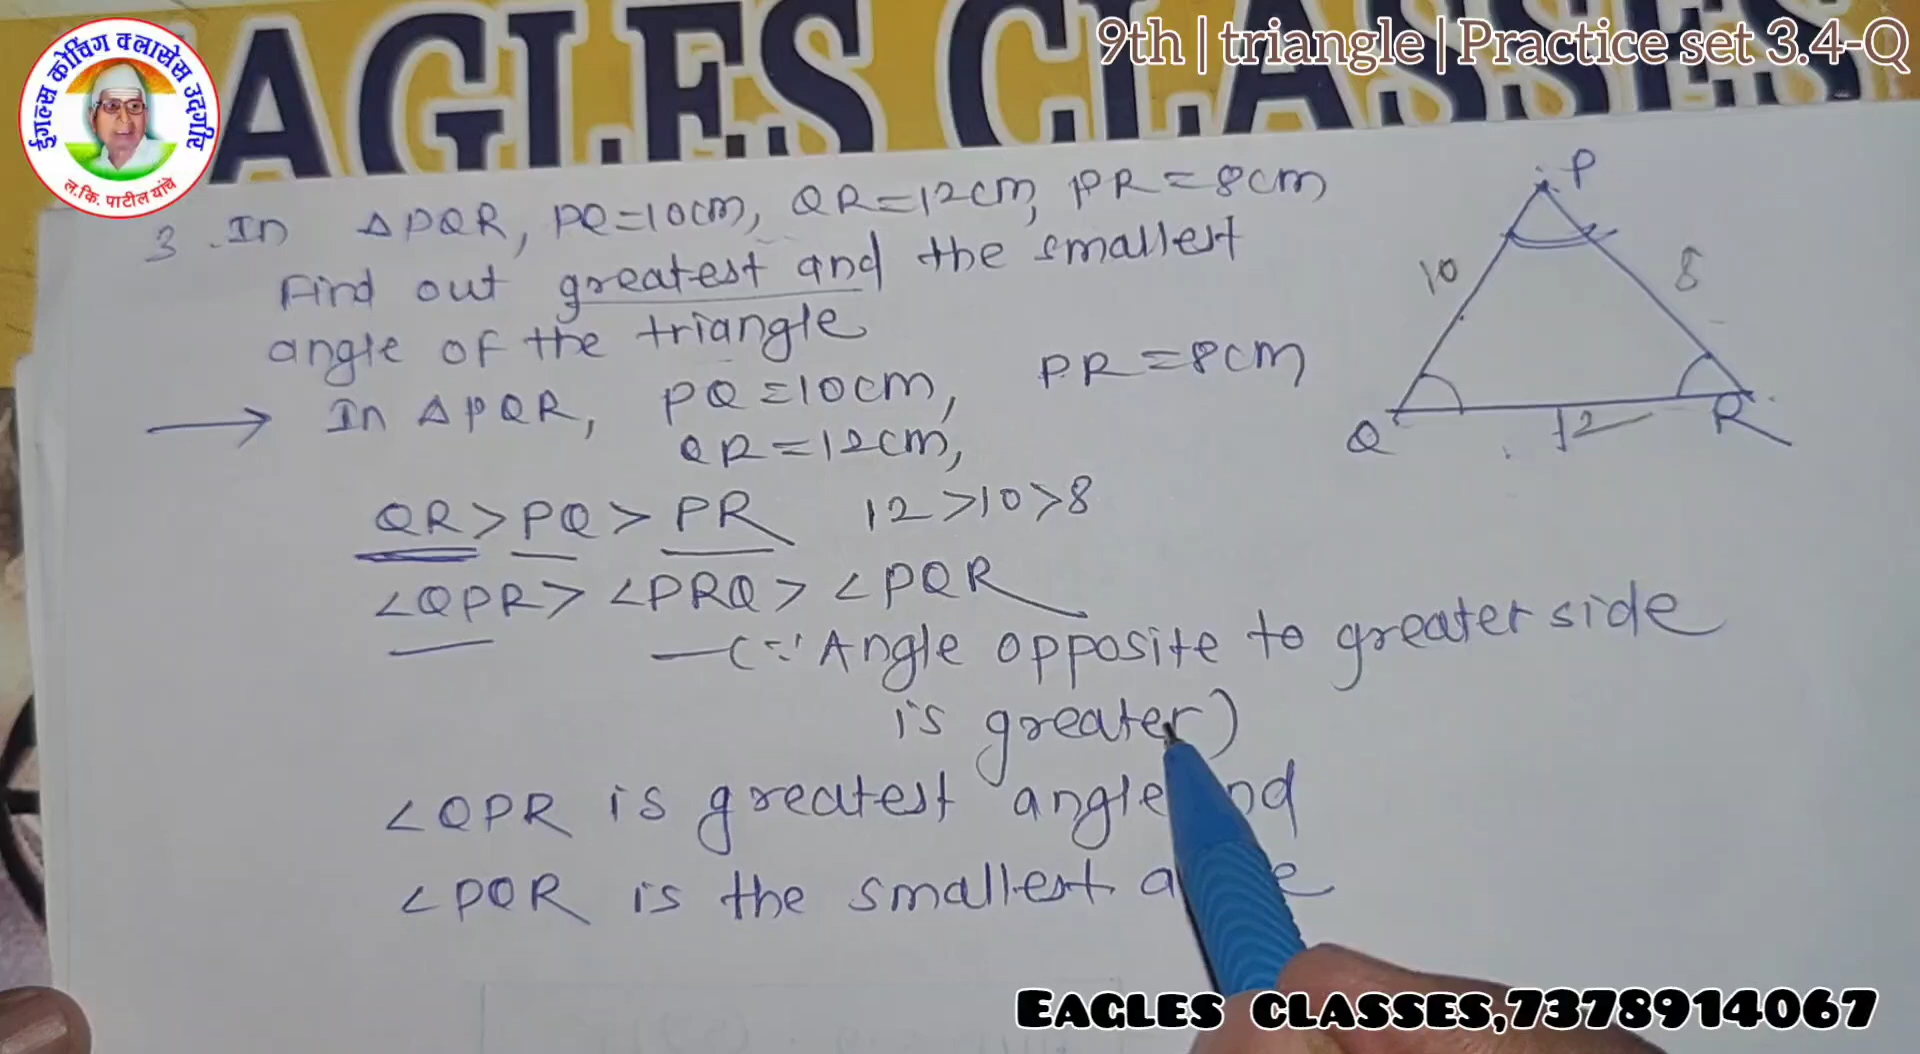 EAGLES CLASSES
9th | triangle | Practice set 3.4-Q
ईगल्स कोचिंग क्लासेस उदगीर
ल.कि. पाटील यांचे
3. In △PQR, PQ=10cm, QR=12cm, PR=8cm
Find out greatest and the smallest
angle of the triangle
→ In △PQR, PQ=10cm, PR=8cm
QR=12cm,
QR>PQ>PR 12>10>8
∠QPR> ∠PRQ> ∠PQR
—(∵ Angle opposite to greater side
is greater)
∠QPR is greatest angle
∠PQR is the smallest
P
10
8
Q
12
R
EAGLES CLASSES,7378914067